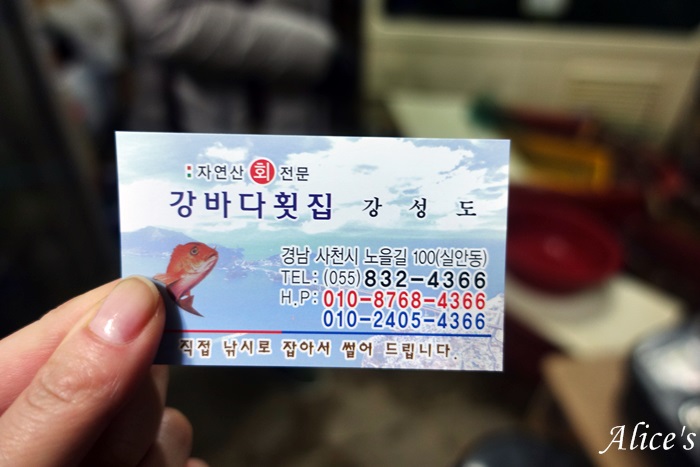 자연산 회 전문
강바다횟집 강성도
경남 사천시 노을길 100(실안동)
TEL: (055)832-4366
H.P: 010-8768-4366
010-2405-4366
직접 낚시로 잡아서 썰어 드립니다.
Alice's